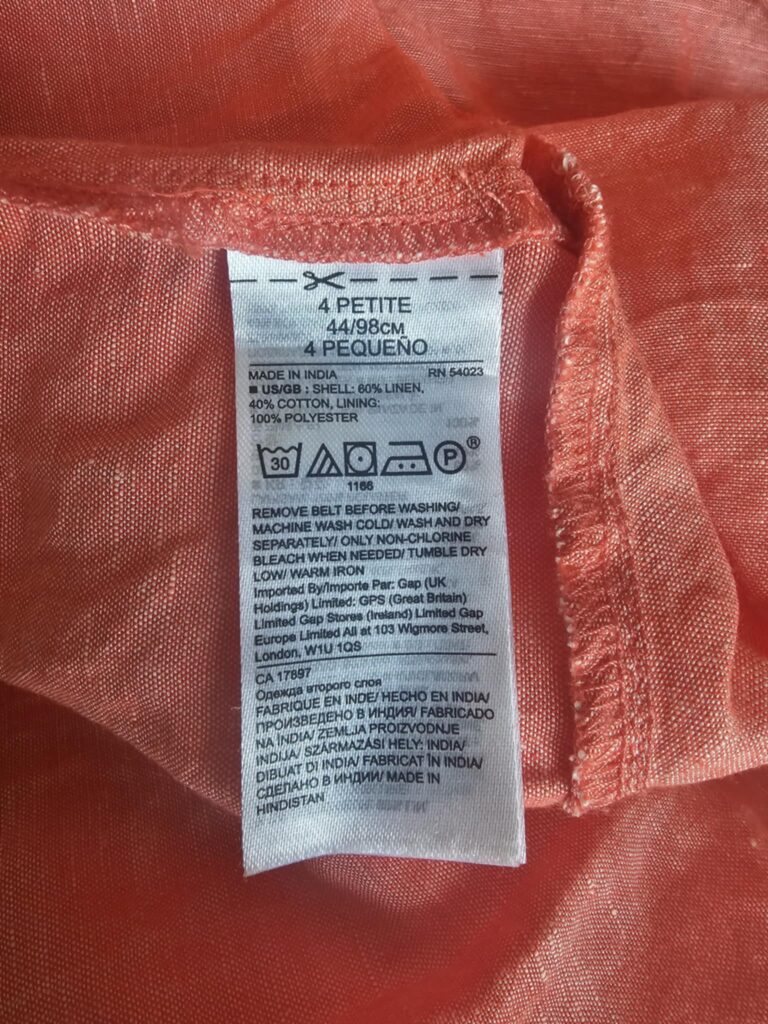 4 PETITE
44/98CM
4 PEQUEÑO
MADE IN INDIA RN 54023
■ US/GB : SHELL: 60% LINEN,
40% COTTON, LINING:
100% POLYESTER
30 P®
1166
REMOVE BELT BEFORE WASHING/
MACHINE WASH COLD/ WASH AND DRY
SEPARATELY/ ONLY NON-CHLORINE
BLEACH WHEN NEEDED/ TUMBLE DRY
LOW/ WARM IRON
Imported By/Importe Par: Gap (UK
Holdings) Limited: GPS (Great Britain)
Limited Gap Stores (Ireland) Limited Gap
Europe Limited All at 103 Wigmore Street,
London, W1U 1QS
CA 17897
Одежда второго слоя
FABRIQUE EN INDE/ HECHO EN INDIA/
ПРОИЗВЕДЕНО В ИНДИЯ/ FABRICADO
NA INDIA/ ZEMLJA PROIZVODNJE
INDIJA/ SZÁRMAZÁSI HELY: INDIA/
DIBUAT DI INDIA/ FABRICAT ÎN INDIA/
СДЕЛАНО В ИНДИИ/ MADE IN
HINDISTAN